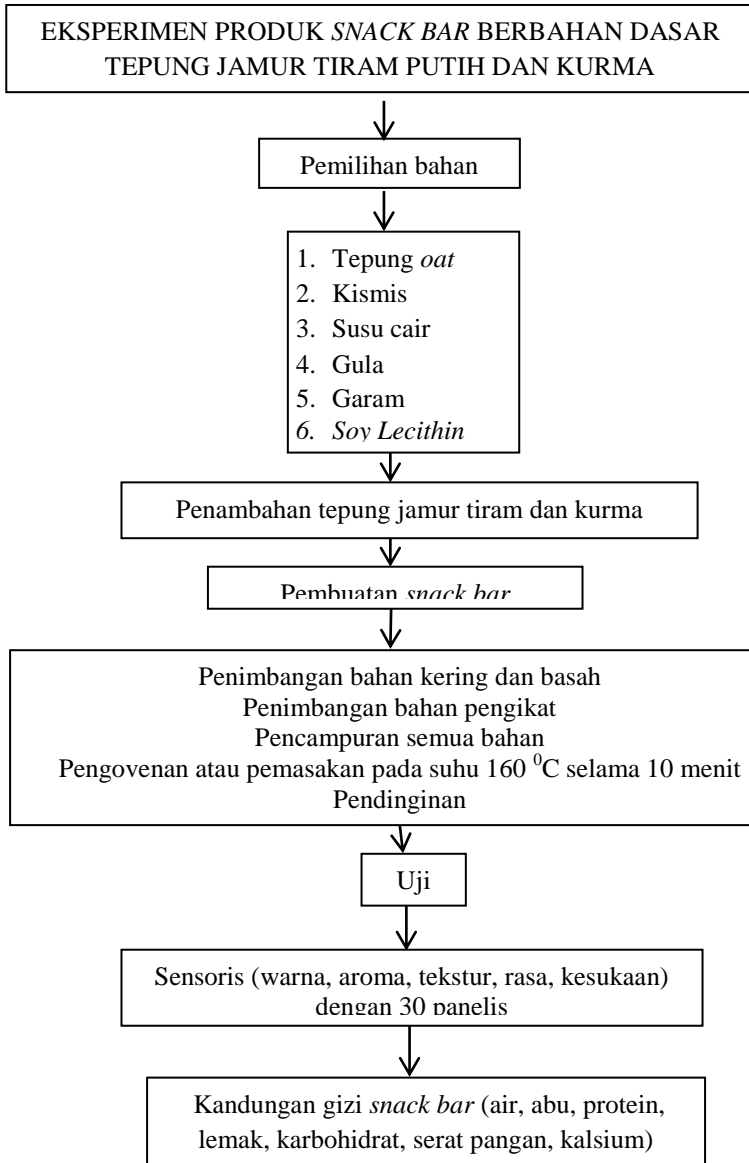 EKSPERIMEN PRODUK SNACK BAR BERBAHAN DASAR
TEPUNG JAMUR TIRAM PUTIH DAN KURMA
Pemilihan bahan
1. Tepung oat
2. Kismis
3. Susu cair
4. Gula
5. Garam
6. Soy Lecithin
Penambahan tepung jamur tiram dan kurma
Pembuatan snack bar
Penimbangan bahan kering dan basah
Penimbangan bahan pengikat
Pencampuran semua bahan
Pengovenan atau pemasakan pada suhu 160 ⁰C selama 10 menit
Pendinginan
Uji
Sensoris (warna, aroma, tekstur, rasa, kesukaan)
dengan 30 panelis
Kandungan gizi snack bar (air, abu, protein,
lemak, karbohidrat, serat pangan, kalsium)